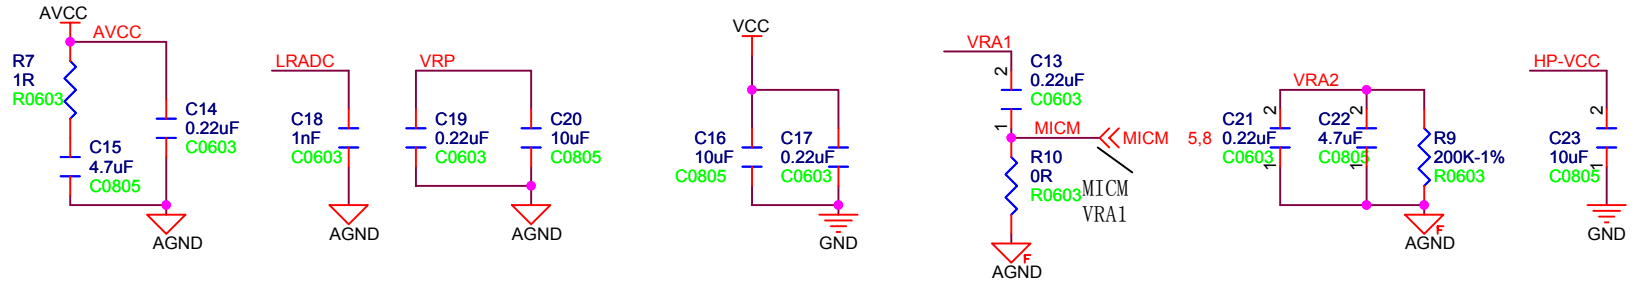 AVCC
AVCC
R7
1R
R0603
C14
0.22uF
C0603
C15
4.7uF
C0805
AGND
LRADC
C18
1nF
C0603
AGND
VRP
C19
0.22uF
C0603
C20
10uF
C0805
AGND
VCC
C16
10uF
C0805
C17
0.22uF
C0603
GND
VRA1
2
C13
0.22uF
C0603
1
MICM
MICM 5,8
R10
0R
R0603
MICM
VRA1
F
AGND
VRA2
C21
0.22uF
C0603
2
1
C22
4.7uF
C0805
2
1
R9
200K-1%
R0603
F
AGND
HP-VCC
2
C23
10uF
C0805
1
GND